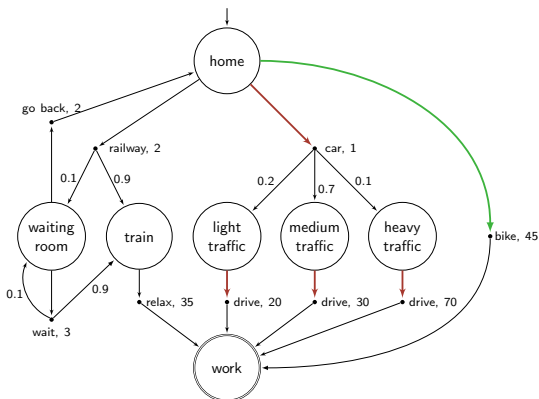 home
go back, 2
railway, 2
car, 1
0.1
0.9
0.2
0.7
0.1
waiting
room
train
light
traffic
medium
traffic
heavy
traffic
bike, 45
0.1
0.9
wait, 3
relax, 35
drive, 20
drive, 30
drive, 70
work